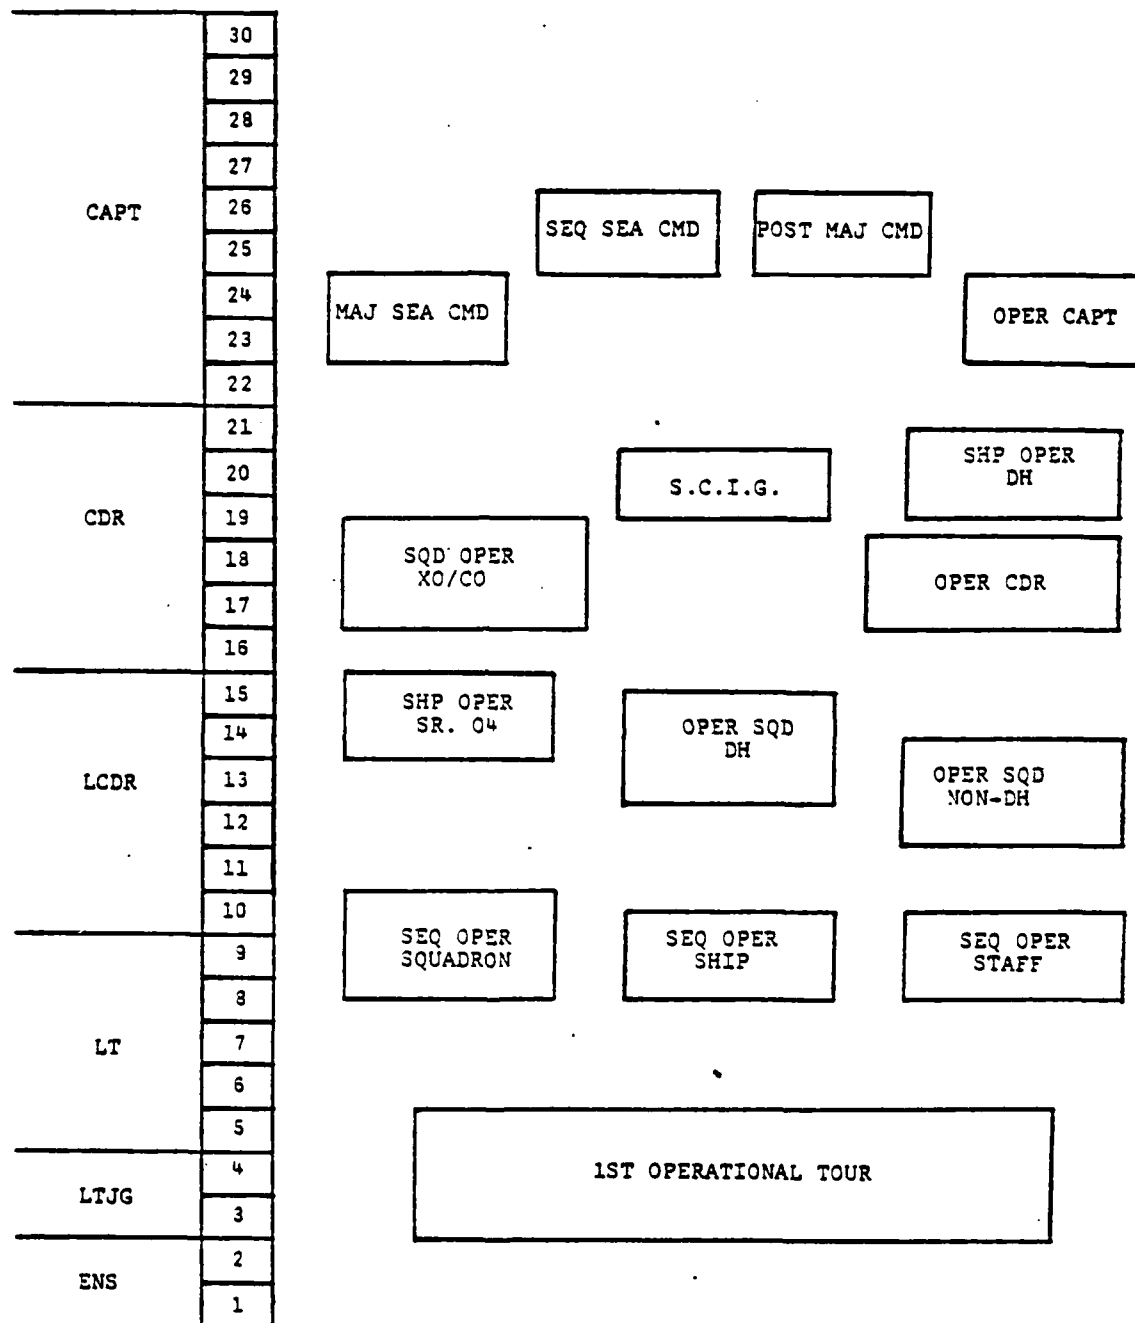 30
29
28
27
CAPT
26
SEQ SEA CMD
POST MAJ CMD
25
24
MAJ SEA CMD
OPER CAPT
23
22
21
SHP OPER
DH
20
S.C.I.G.
CDR
19
SQD OPER
XO/CO
18
OPER CDR
17
16
15
SHP OPER
SR. O4
14
OPER SQD
DH
LCDR
13
OPER SQD
NON-DH
12
11
10
SEQ OPER
SQUADRON
SEQ OPER
SHIP
SEQ OPER
STAFF
9
8
LT
7
6
5
4
1ST OPERATIONAL TOUR
LTJG
3
2
ENS
1